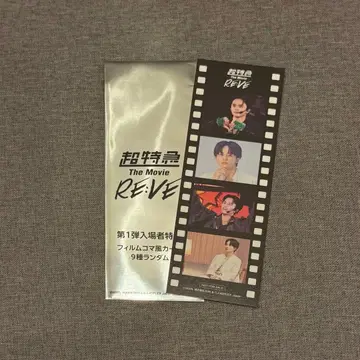 超特急
The Movie
RE:VE
第1弾入場者特
フィルムコマ風カー
9種ランダム
超特急
The Movie
RE:VE